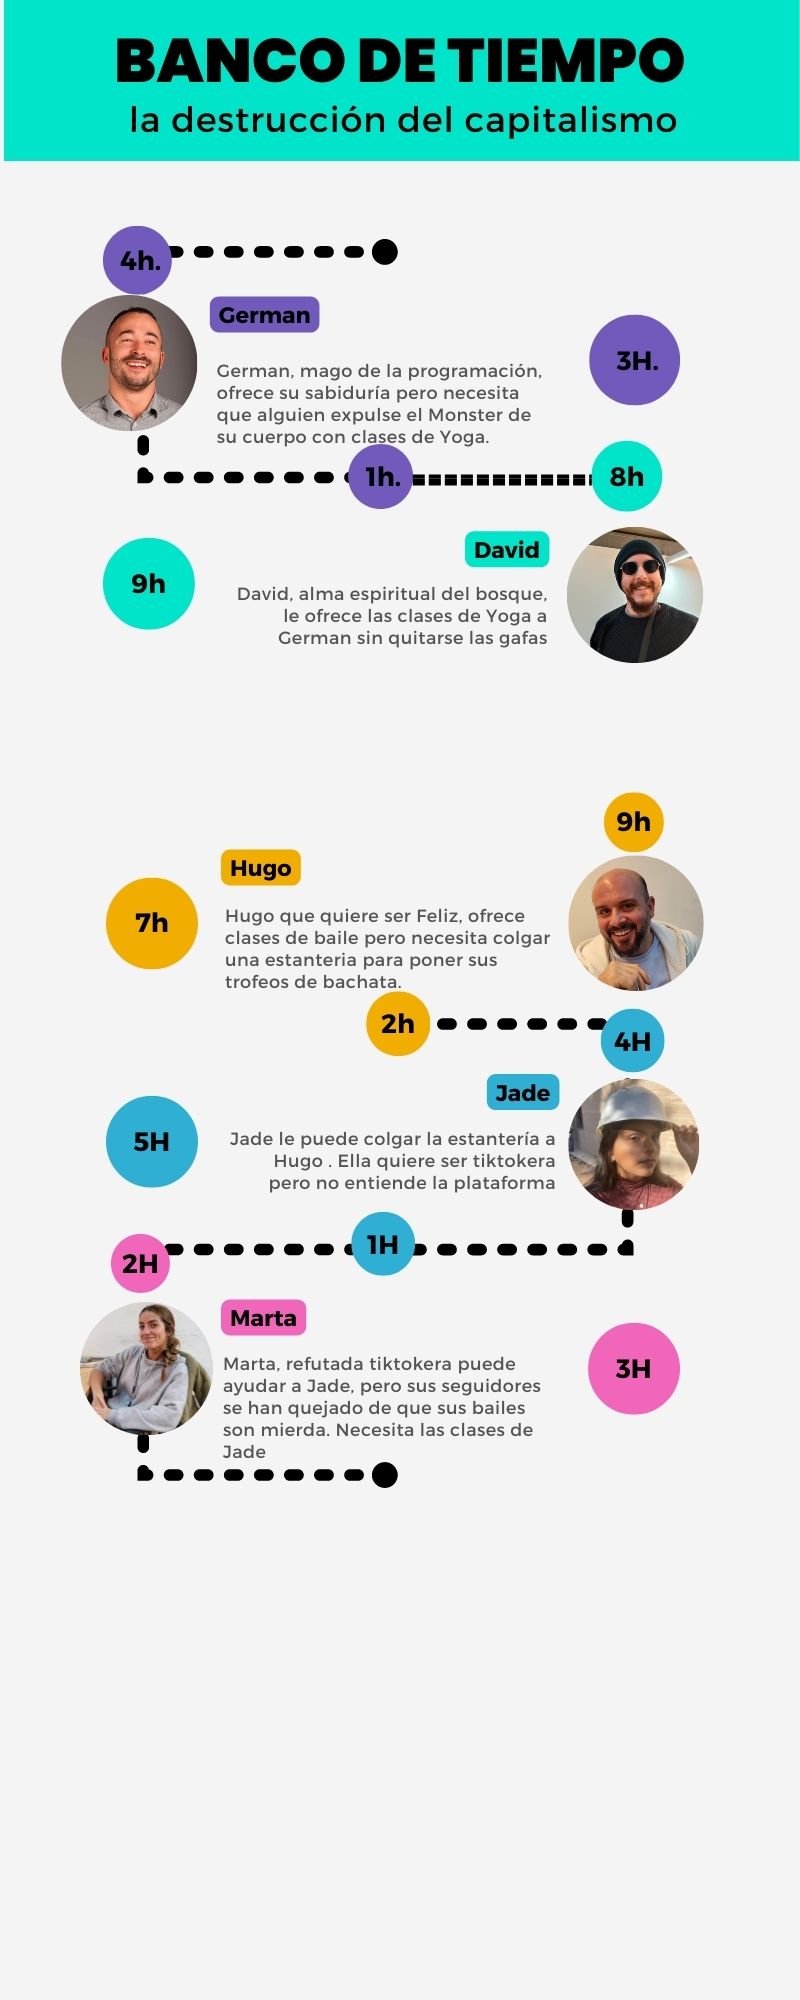 BANCO DE TIEMPO
la destrucción del capitalismo
4h.
German
German, mago de la programación,
ofrece su sabiduría pero necesita
que alguien expulse el Monster de
su cuerpo con clases de Yoga.
3H.
1h.
8h
David
9h
David, alma espiritual del bosque,
le ofrece las clases de Yoga a
German sin quitarse las gafas
9h
Hugo
7h
Hugo que quiere ser Feliz, ofrece
clases de baile pero necesita colgar
una estanteria para poner sus
trofeos de bachata.
2h
4H
Jade
5H
Jade le puede colgar la estantería a
Hugo . Ella quiere ser tiktokera
pero no entiende la plataforma
1H
2H
Marta
Marta, refutada tiktokera puede
ayudar a Jade, pero sus seguidores
se han quejado de que sus bailes
son mierda. Necesita las clases de
Jade
3H